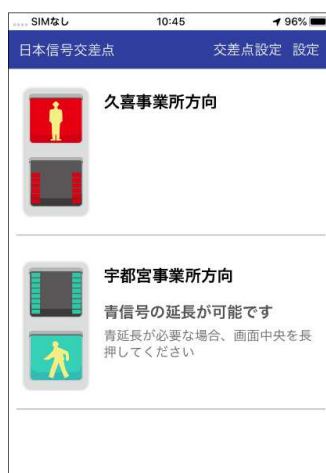 SIMなし 10:45 96%
日本信号交差点 交差点設定 設定
久喜事業所方向
宇都宮事業所方向
青信号の延長が可能です
青延長が必要な場合、画面中央を長
押してください